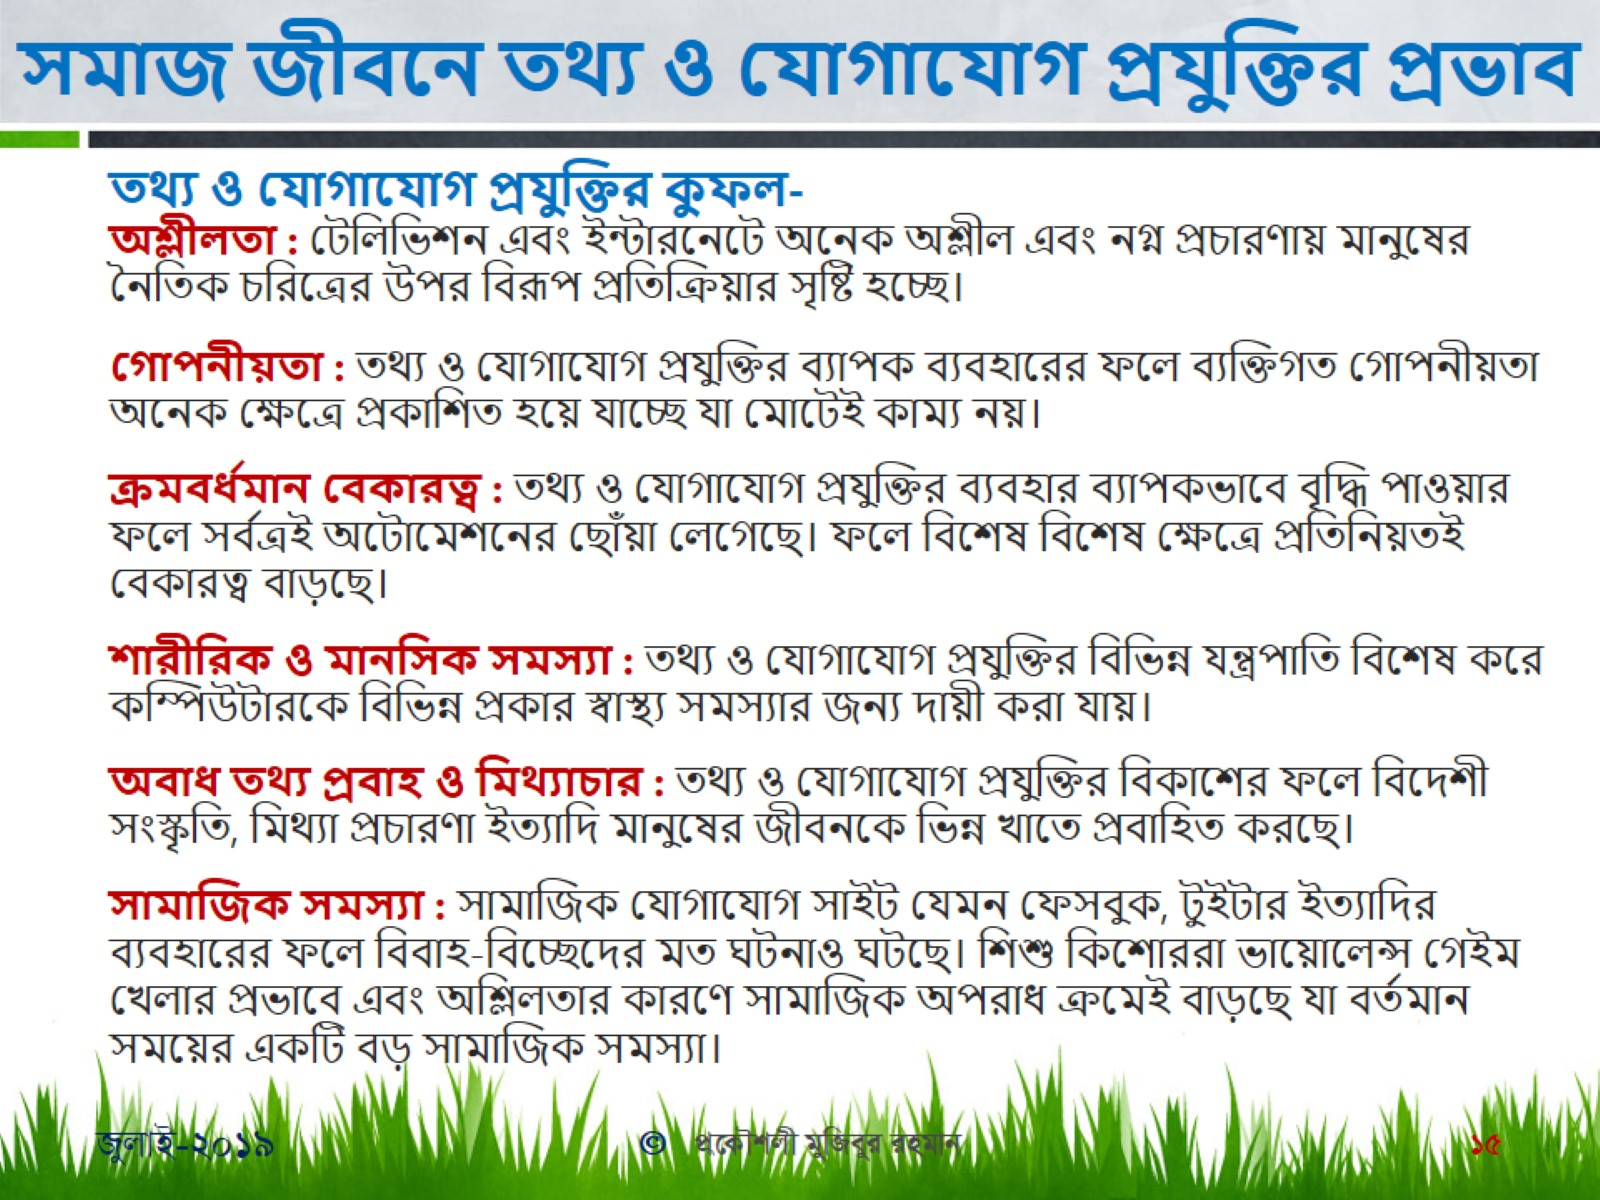 সমাজ জীবনে তথ্য ও যোগাযোগ প্রযুক্তির প্রভাব
তথ্য ও যোগাযোগ প্রযুক্তির কুফল-
অশ্লীলতা : টেলিভিশন এবং ইন্টারনেটে অনেক অশ্লীল এবং নগ্ন প্রচারণায় মানুষের
নৈতিক চরিত্রের উপর বিরূপ প্রতিক্রিয়ার সৃষ্টি হচ্ছে।
গোপনীয়তা : তথ্য ও যোগাযোগ প্রযুক্তির ব্যাপক ব্যবহারের ফলে ব্যক্তিগত গোপনীয়তা
অনেক ক্ষেত্রে প্রকাশিত হয়ে যাচ্ছে যা মোটেই কাম্য নয়।
ক্রমবর্ধমান বেকারত্ব : তথ্য ও যোগাযোগ প্রযুক্তির ব্যবহার ব্যাপকভাবে বৃদ্ধি পাওয়ার
ফলে সর্বত্রই অটোমেশনের ছোঁয়া লেগেছে। ফলে বিশেষ বিশেষ ক্ষেত্রে প্রতিনিয়তই
বেকারত্ব বাড়ছে।
শারীরিক ও মানসিক সমস্যা : তথ্য ও যোগাযোগ প্রযুক্তির বিভিন্ন যন্ত্রপাতি বিশেষ করে
কম্পিউটারকে বিভিন্ন প্রকার স্বাস্থ্য সমস্যার জন্য দায়ী করা যায়।
অবাধ তথ্য প্রবাহ ও মিথ্যাচার : তথ্য ও যোগাযোগ প্রযুক্তির বিকাশের ফলে বিদেশী
সংস্কৃতি, মিথ্যা প্রচারণা ইত্যাদি মানুষের জীবনকে ভিন্ন খাতে প্রবাহিত করছে।
সামাজিক সমস্যা : সামাজিক যোগাযোগ সাইট যেমন ফেসবুক, টুইটার ইত্যাদির
ব্যবহারের ফলে বিবাহ-বিচ্ছেদের মত ঘটনাও ঘটছে। শিশু কিশোররা ভায়োলেন্স গেইম
খেলার প্রভাবে এবং অশ্লিলতার কারণে সামাজিক অপরাধ ক্রমেই বাড়ছে যা বর্তমান
সময়ের একটি বড় সামাজিক সমস্যা।
জুলাই-২০১৯ © প্রকৌশলী মুজিবুর রহমান ১৫